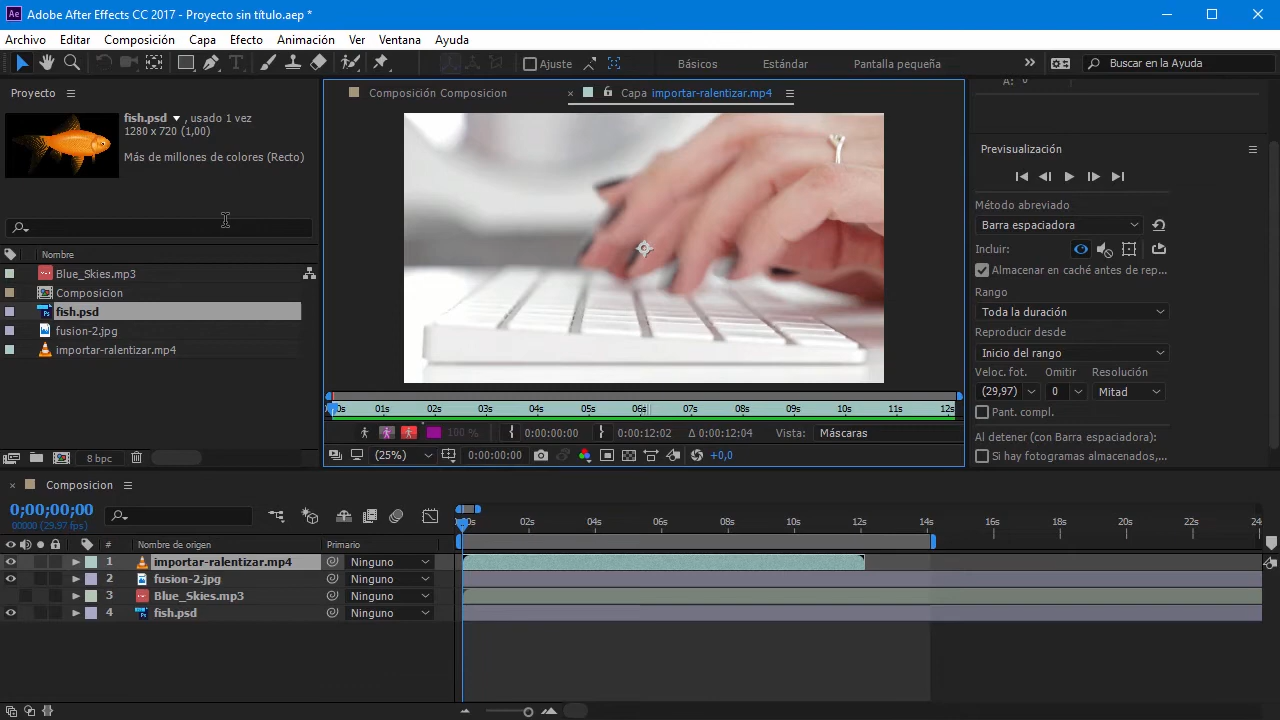 Ae Adobe After Effects CC 2017 - Proyecto sin título.aep *
Archivo Editar Composición Capa Efecto Animación Ver Ventana Ayuda
Ajuste Básicos Estándar Pantalla pequeña Buscar en la Ayuda
Proyecto
fish.psd , usado 1 vez
1280 x 720 (1,00)
Más de millones de colores (Recto)
Nombre
Blue_Skies.mp3
Composicion
fish.psd
fusion-2.jpg
importar-ralentizar.mp4
8 bpc
Composición Composicion Capa importar-ralentizar.mp4
01s 02s 03s 04s 05s 06s 07s 08s 09s 10s 11s 12s
100 % 0:00:00:00 0:00:12:02 Δ 0:00:12:04 Vista: Máscaras
(25%) 0:00:00:00 +0,0
Previsualización
Método abreviado
Barra espaciadora
Incluir:
Almacenar en caché antes de rep...
Rango
Toda la duración
Reproducir desde
Inicio del rango
Veloc. fot. Omitir Resolución
(29,97) 0 Mitad
Pant. compl.
Al detener (con Barra espaciadora):
Si hay fotogramas almacenados,...
Composicion
0;00;00;00
00000 (29.97 fps)
02s 04s 06s 08s 10s 12s 14s 16s 18s 20s 22s
# Nombre de origen Primario
1 importar-ralentizar.mp4 Ninguno
2 fusion-2.jpg Ninguno
3 Blue_Skies.mp3 Ninguno
4 fish.psd Ninguno